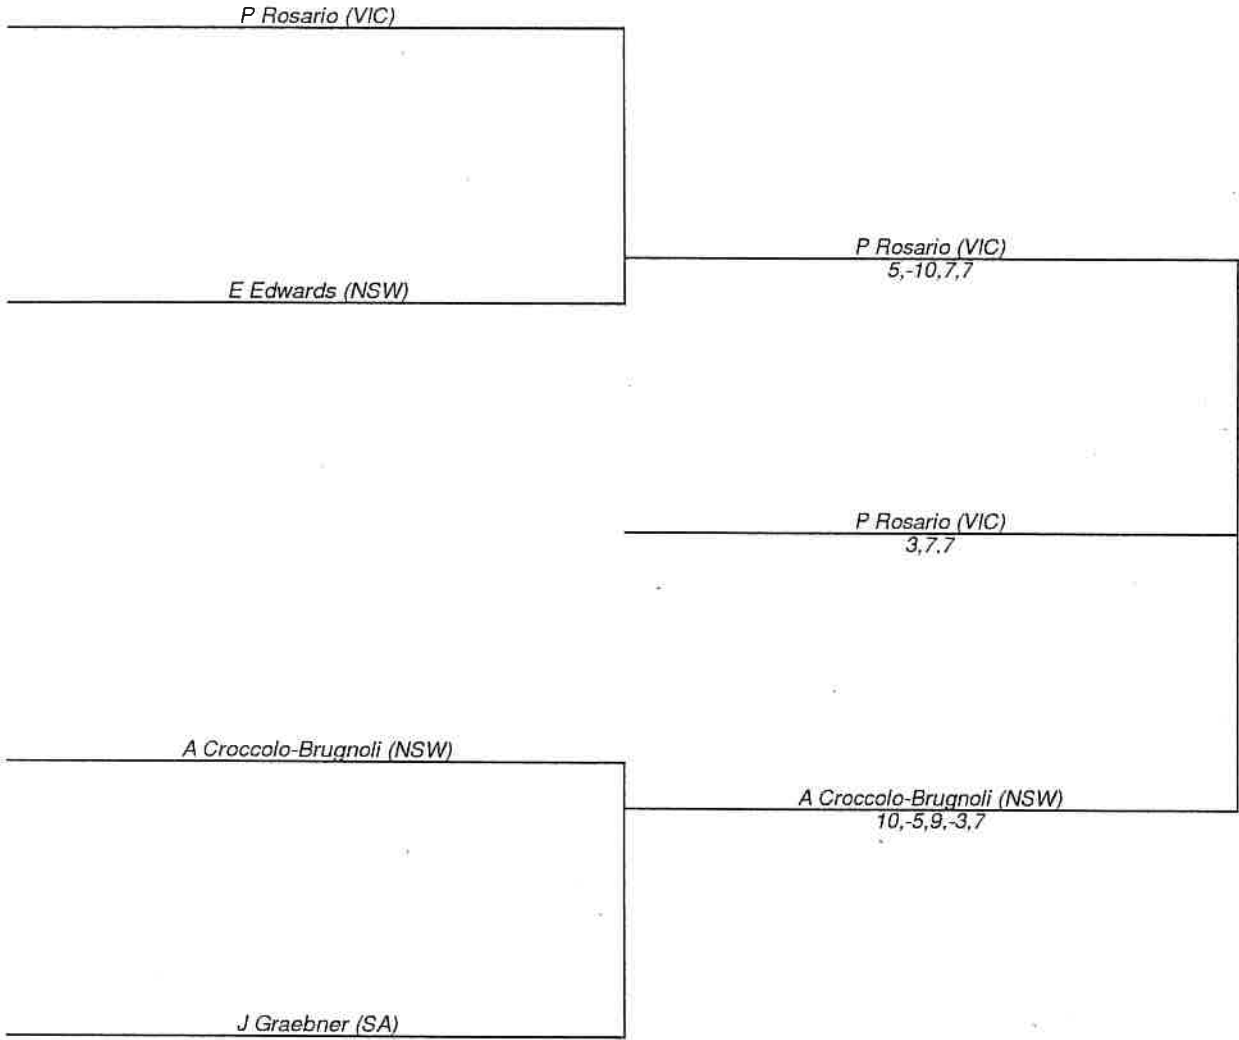 P Rosario (VIC)
E Edwards (NSW)
P Rosario (VIC)
5,-10,7,7
P Rosario (VIC)
3,7,7
A Croccolo-Brugnoli (NSW)
A Croccolo-Brugnoli (NSW)
10,-5,9,-3,7
J Graebner (SA)